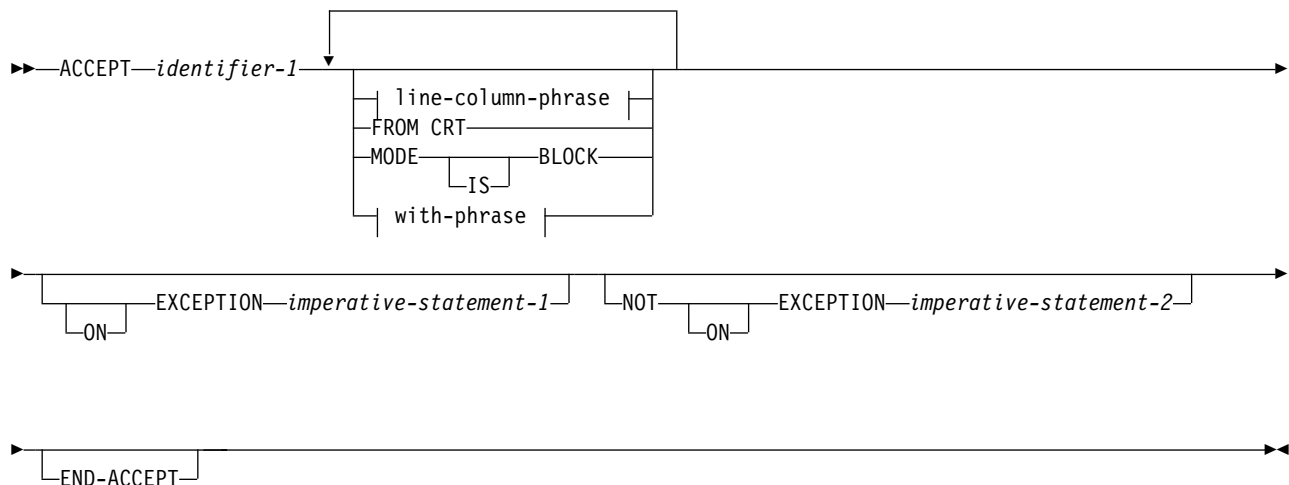 ACCEPT identifier-1
line-column-phrase
FROM CRT
MODE BLOCK
IS
with-phrase
EXCEPTION imperative-statement-1 NOT EXCEPTION imperative-statement-2
ON ON
END-ACCEPT